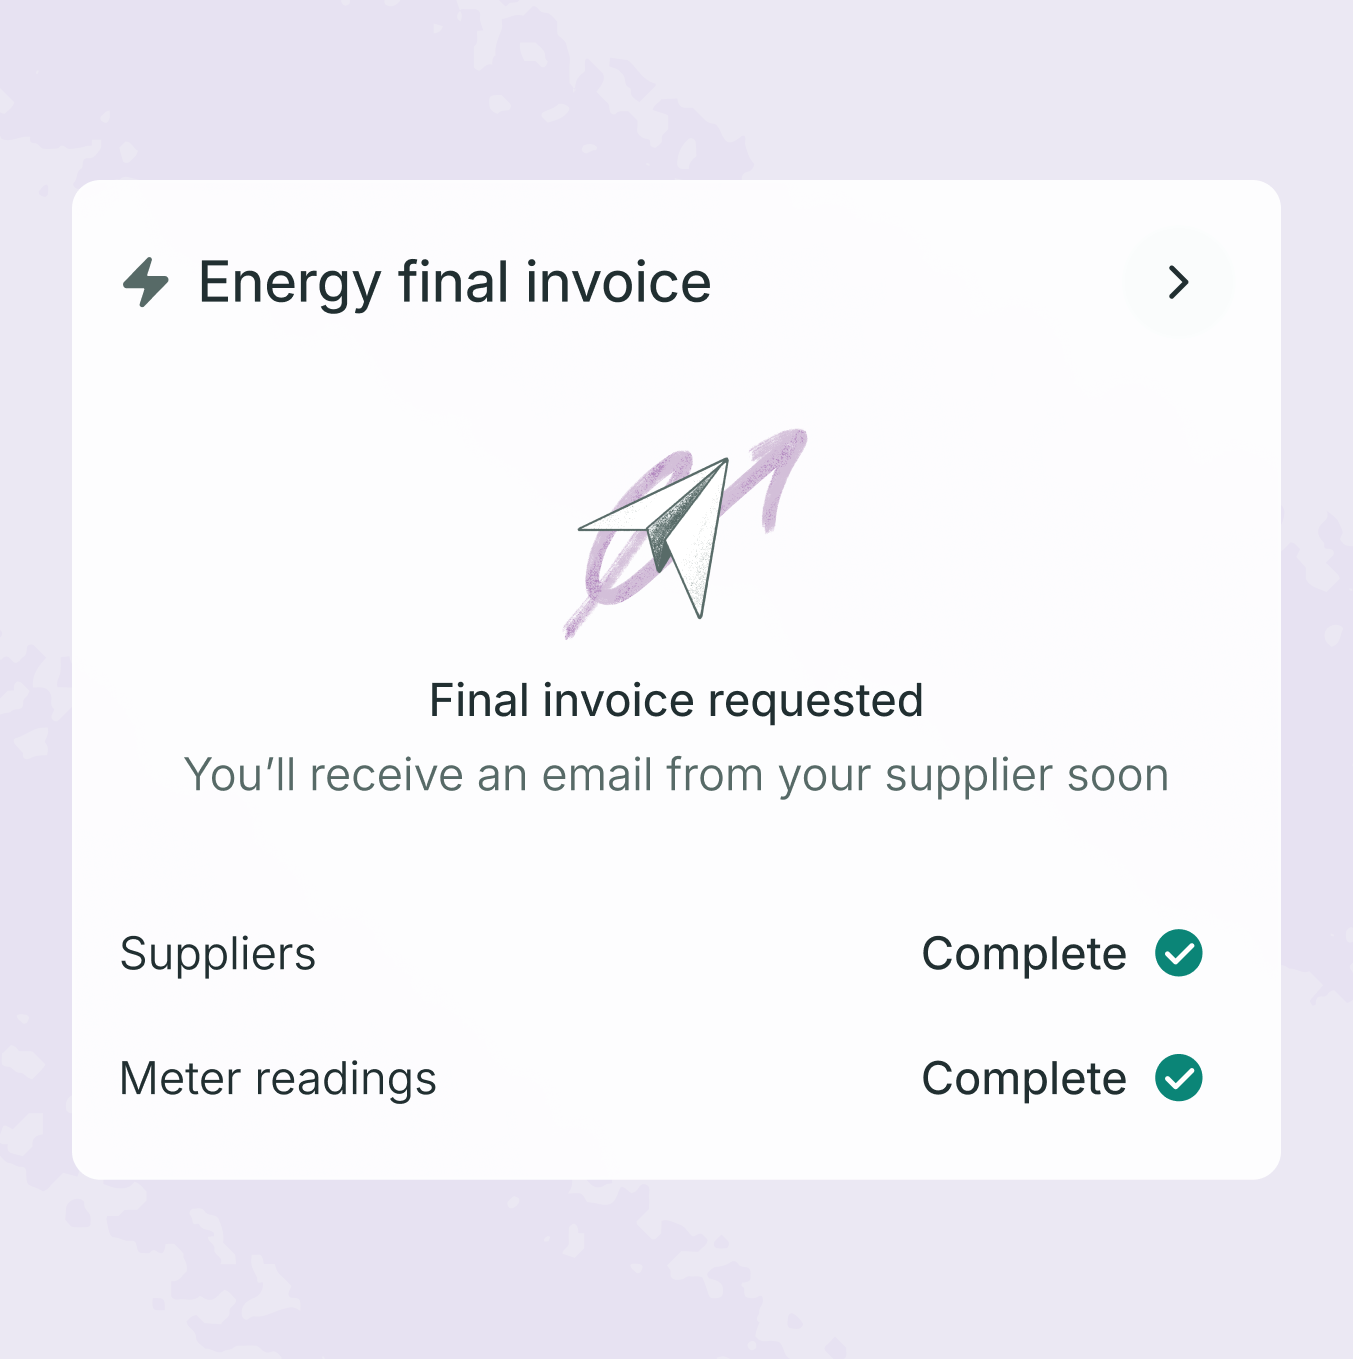 Energy final invoice
Final invoice requested
You’ll receive an email from your supplier soon
Suppliers
Complete
Meter readings
Complete